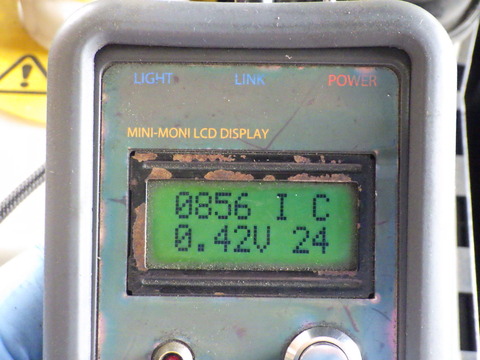 LIGHT LINK POWER
MINI-MONI LCD DISPLAY
0856 I C
0.42V 24